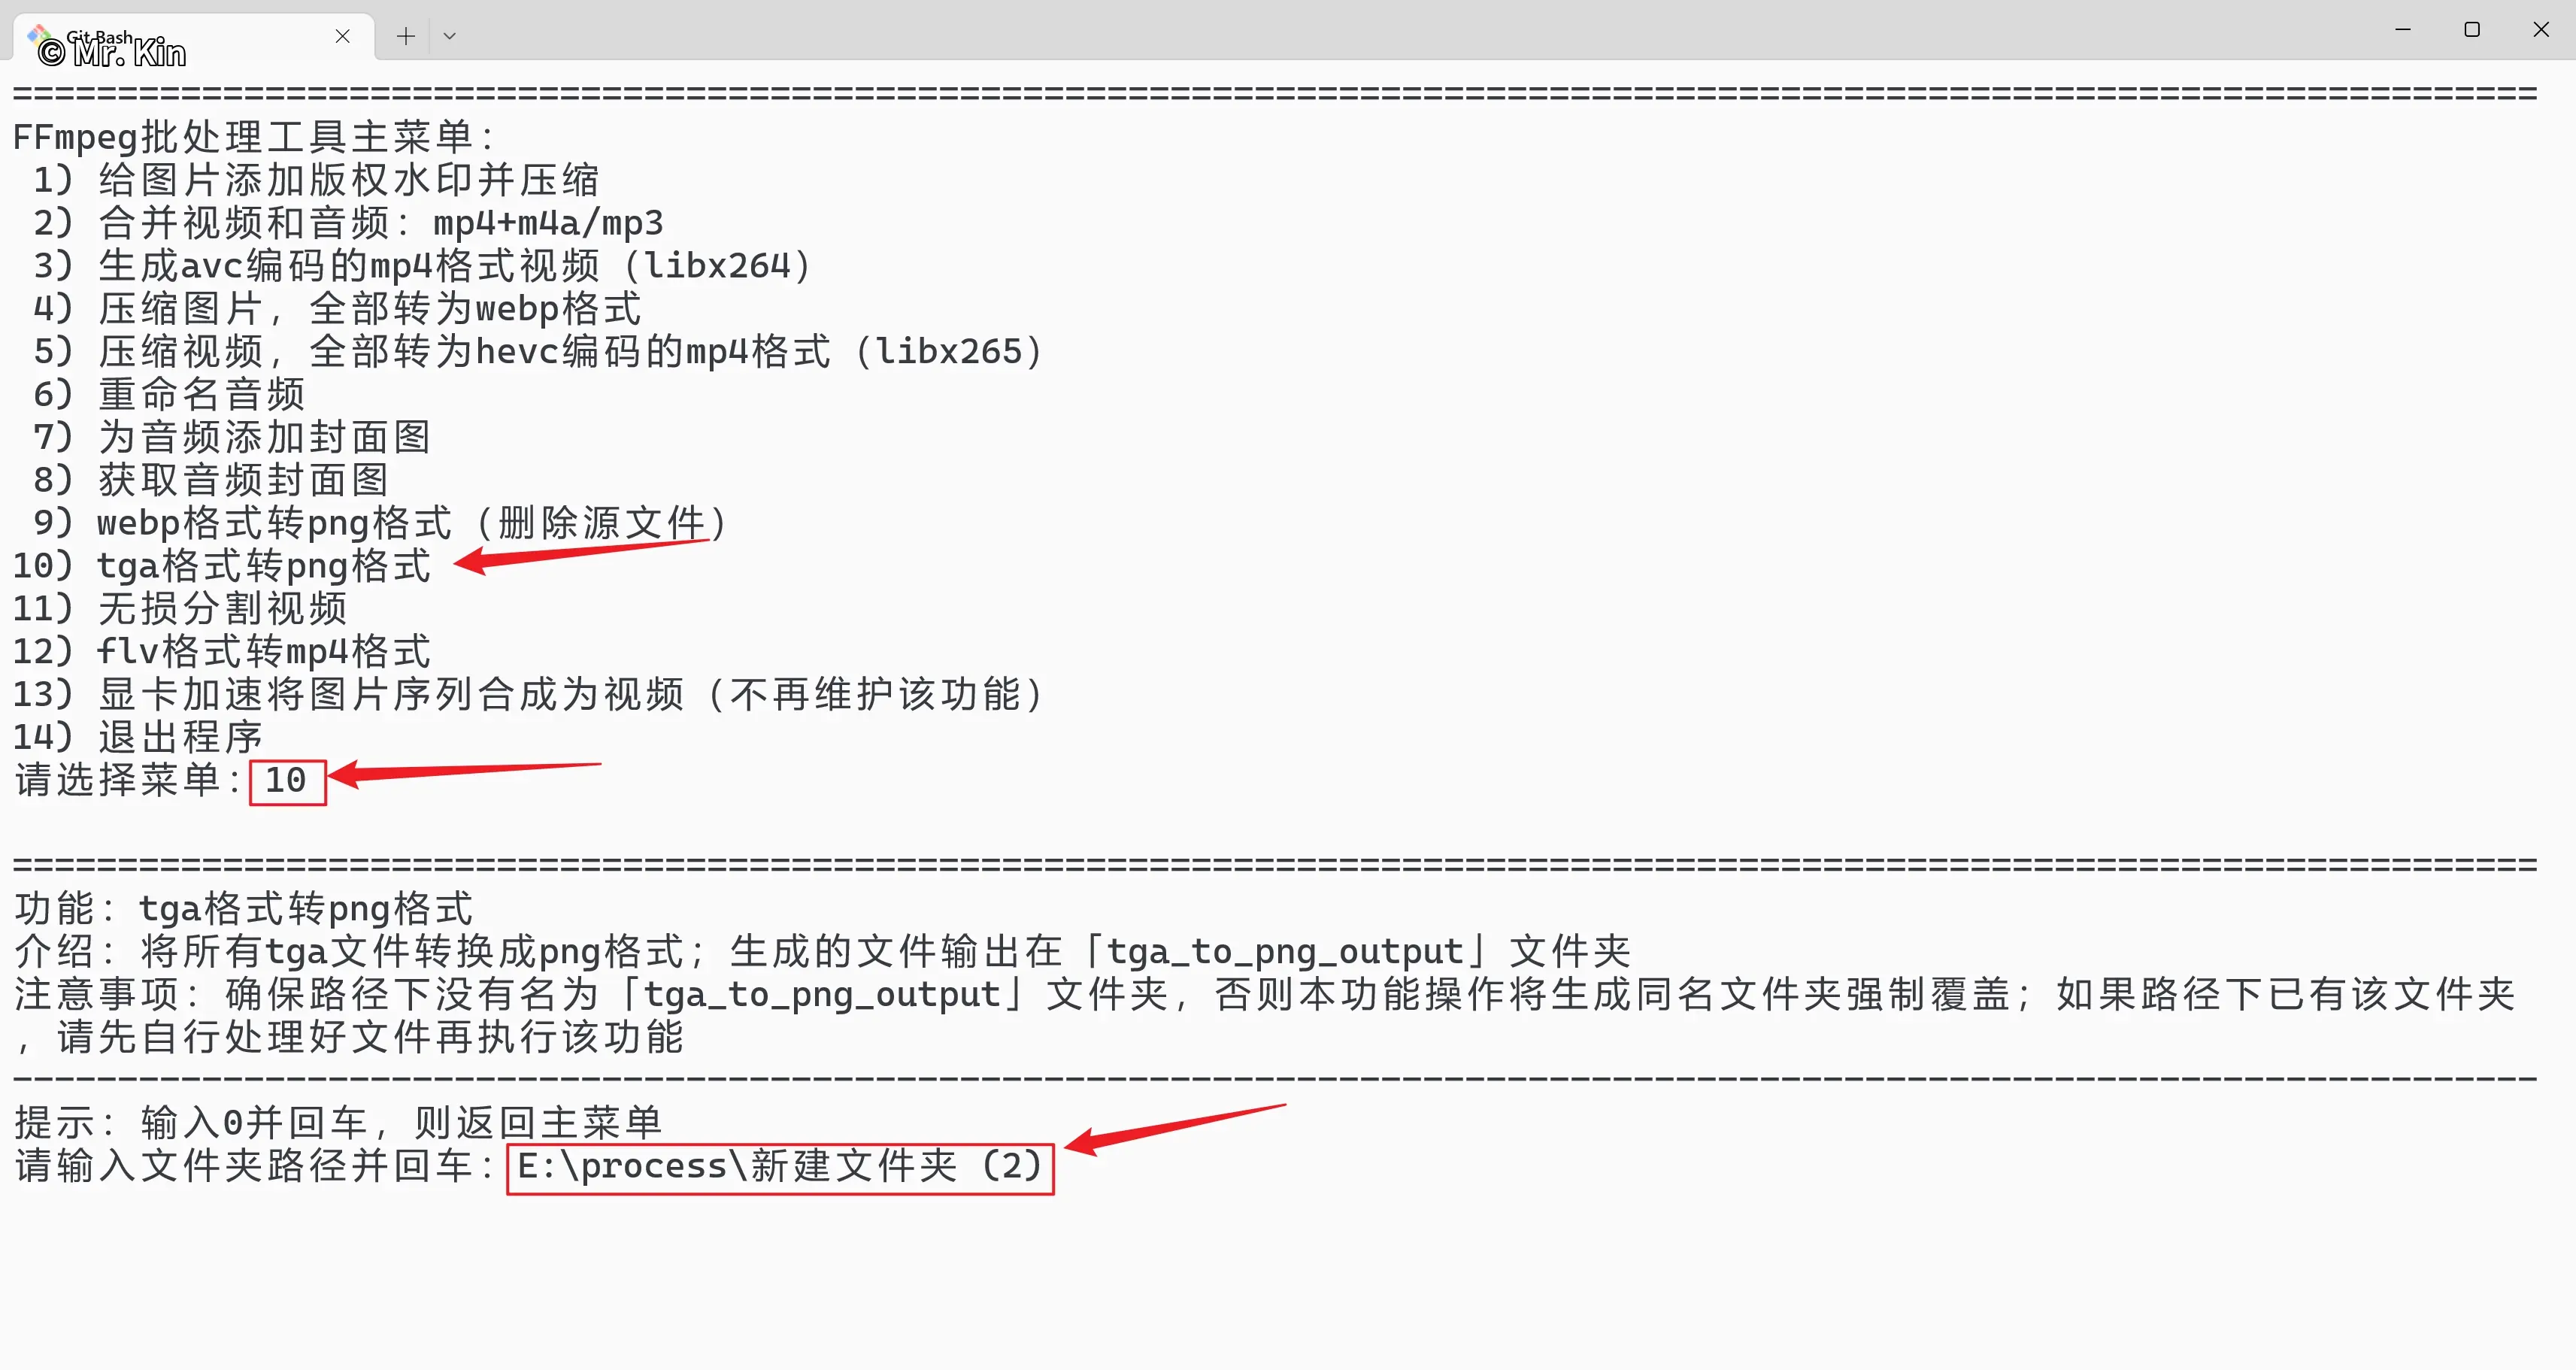 Git Bash
© Mr. Kin
========================================================================================================================
FFmpeg批处理工具主菜单：
1) 给图片添加版权水印并压缩
2) 合并视频和音频：mp4+m4a/mp3
3) 生成avc编码的mp4格式视频（libx264）
4) 压缩图片，全部转为webp格式
5) 压缩视频，全部转为hevc编码的mp4格式（libx265）
6) 重命名音频
7) 为音频添加封面图
8) 获取音频封面图
9) webp格式转png格式（删除源文件）
10) tga格式转png格式
11) 无损分割视频
12) flv格式转mp4格式
13) 显卡加速将图片序列合成为视频（不再维护该功能）
14) 退出程序
请选择菜单：10
========================================================================================================================
功能：tga格式转png格式
介绍：将所有tga文件转换成png格式；生成的文件输出在「tga_to_png_output」文件夹
注意事项：确保路径下没有名为「tga_to_png_output」文件夹，否则本功能操作将生成同名文件夹强制覆盖；如果路径下已有该文件夹
，请先自行处理好文件再执行该功能
------------------------------------------------------------------------------------------------------------------------
提示：输入0并回车，则返回主菜单
请输入文件夹路径并回车：E:\process\新建文件夹 (2)